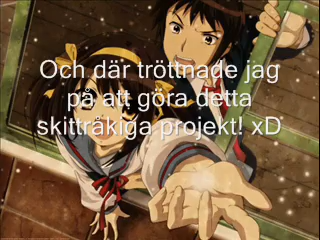 Och där tröttnade jag
på att göra detta
skittråkiga projekt! xD